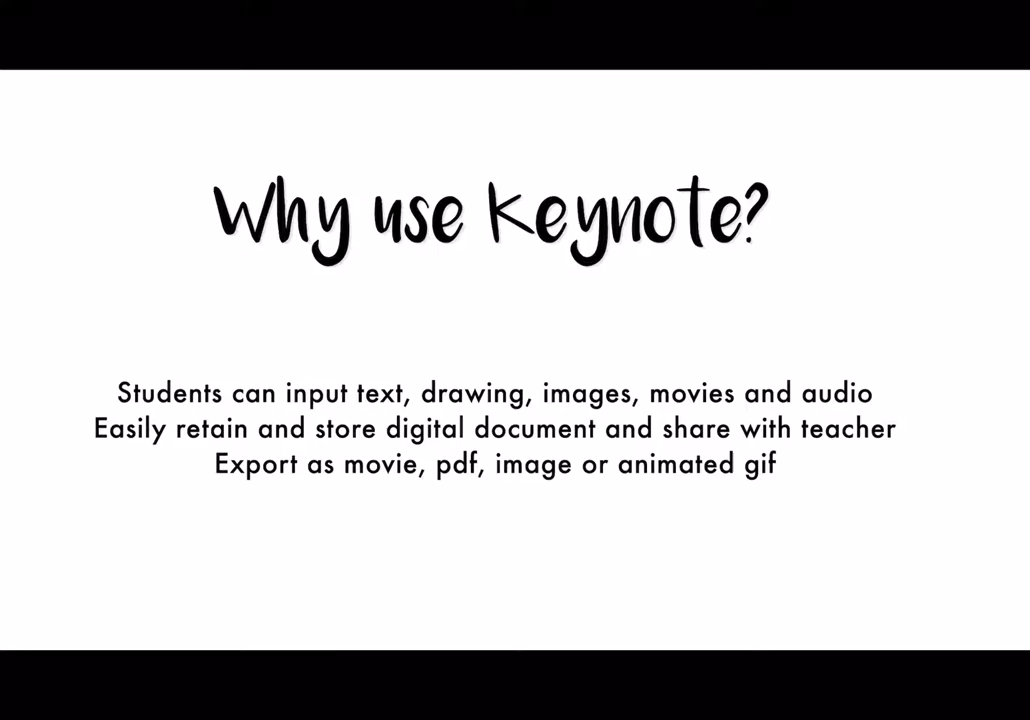 Why use Keynote?
Students can input text, drawing, images, movies and audio
Easily retain and store digital document and share with teacher
Export as movie, pdf, image or animated gif